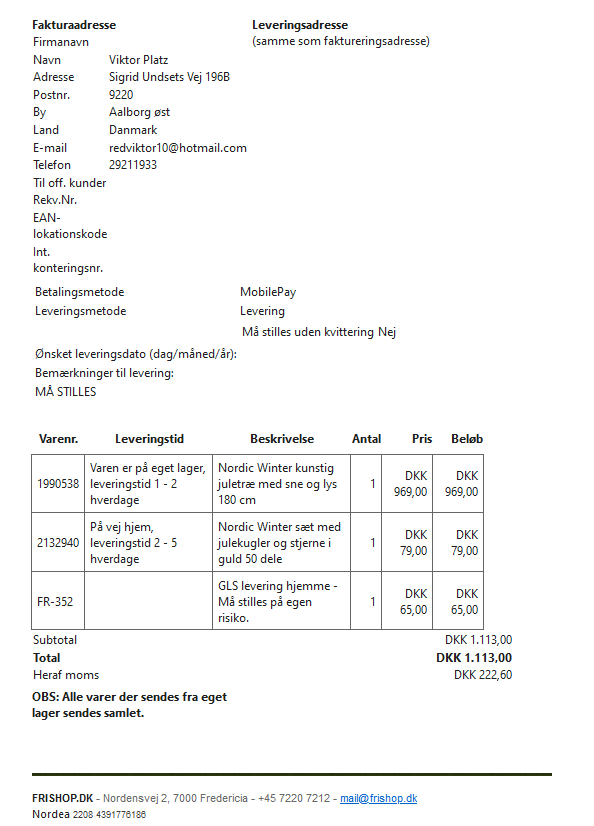 Fakturaadresse
Leveringsadresse
Firmanavn
(samme som faktureringsadresse)
Navn Viktor Platz
Adresse Sigrid Undsets Vej 196B
Postnr. 9220
By Aalborg øst
Land Danmark
E-mail redviktor10@hotmail.com
Telefon 29211933
Til off. kunder
Rekv.Nr.
EAN-
lokationskode
Int.
konteringsnr.
Betalingsmetode MobilePay
Leveringsmetode Levering
Må stilles uden kvittering Nej
Ønsket leveringsdato (dag/måned/år):
Bemærkninger til levering:
MÅ STILLES
Varenr. Leveringstid Beskrivelse Antal Pris Beløb
1990538
Varen er på eget lager,
leveringstid 1 - 2
hverdage
Nordic Winter kunstig
juletræ med sne og lys
180 cm
1
DKK
969,00
DKK
969,00
2132940
På vej hjem,
leveringstid 2 - 5
hverdage
Nordic Winter sæt med
julekugler og stjerne i
guld 50 dele
1
DKK
79,00
DKK
79,00
FR-352
GLS levering hjemme -
Må stilles på egen
risiko.
1
DKK
65,00
DKK
65,00
Subtotal DKK 1.113,00
Total DKK 1.113,00
Heraf moms DKK 222,60
OBS: Alle varer der sendes fra eget
lager sendes samlet.
FRISHOP.DK - Nordensvej 2, 7000 Fredericia - +45 7220 7212 - mail@frishop.dk
Nordea 2208 4391776186